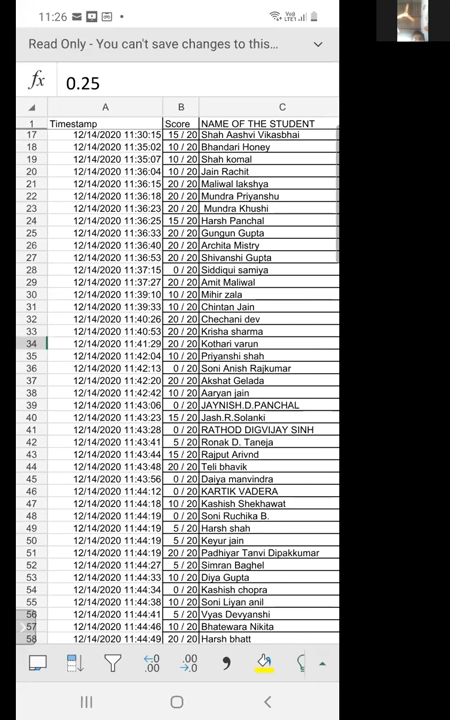 11:26
Vo))
LTE1
Read Only - You can't save changes to this...
fx 0.25
A B C
1 Timestamp Score NAME OF THE STUDENT
17 12/14/2020 11:30:15 15 / 20 Shah Aashvi Vikasbhai
18 12/14/2020 11:35:02 10 / 20 Bhandari Honey
19 12/14/2020 11:35:07 10 / 20 Shah komal
20 12/14/2020 11:36:04 10 / 20 Jain Rachit
21 12/14/2020 11:36:15 20 / 20 Maliwal lakshya
22 12/14/2020 11:36:18 20 / 20 Mundra Priyanshu
23 12/14/2020 11:36:23 20 / 20 Mundra Khushi
24 12/14/2020 11:36:25 15 / 20 Harsh Panchal
25 12/14/2020 11:36:33 20 / 20 Gungun Gupta
26 12/14/2020 11:36:40 20 / 20 Archita Mistry
27 12/14/2020 11:36:53 20 / 20 Shivanshi Gupta
28 12/14/2020 11:37:15 0 / 20 Siddiqui samiya
29 12/14/2020 11:37:27 20 / 20 Amit Maliwal
30 12/14/2020 11:39:10 10 / 20 Mihir zala
31 12/14/2020 11:39:33 10 / 20 Chintan Jain
32 12/14/2020 11:40:26 20 / 20 Chechani dev
33 12/14/2020 11:40:53 20 / 20 Krisha sharma
34 12/14/2020 11:41:29 20 / 20 Kothari varun
35 12/14/2020 11:42:04 10 / 20 Priyanshi shah
36 12/14/2020 11:42:13 0 / 20 Soni Anish Rajkumar
37 12/14/2020 11:42:20 20 / 20 Akshat Gelada
38 12/14/2020 11:42:42 10 / 20 Aaryan jain
39 12/14/2020 11:43:06 0 / 20 JAYNISH.D.PANCHAL
40 12/14/2020 11:43:23 15 / 20 Jash.R.Solanki
41 12/14/2020 11:43:28 0 / 20 RATHOD DIGVIJAY SINH
42 12/14/2020 11:43:41 5 / 20 Ronak D. Taneja
43 12/14/2020 11:43:44 15 / 20 Rajput Arivnd
44 12/14/2020 11:43:48 20 / 20 Teli bhavik
45 12/14/2020 11:43:56 0 / 20 Daiya manvindra
46 12/14/2020 11:44:12 0 / 20 KARTIK VADERA
47 12/14/2020 11:44:18 10 / 20 Kashish Shekhawat
48 12/14/2020 11:44:19 0 / 20 Soni Ruchika B.
49 12/14/2020 11:44:19 5 / 20 Harsh shah
50 12/14/2020 11:44:19 5 / 20 Keyur jain
51 12/14/2020 11:44:19 20 / 20 Padhiyar Tanvi Dipakkumar
52 12/14/2020 11:44:27 5 / 20 Simran Baghel
53 12/14/2020 11:44:33 10 / 20 Diya Gupta
54 12/14/2020 11:44:34 0 / 20 Kashish chopra
55 12/14/2020 11:44:38 10 / 20 Soni Liyan anil
56 12/14/2020 11:44:41 5 / 20 Vyas Devyanshi
57 12/14/2020 11:44:46 10 / 20 Bhatewara Nikita
58 12/14/2020 11:44:49 20 / 20 Harsh bhatt
←0 .00
.00 →.0